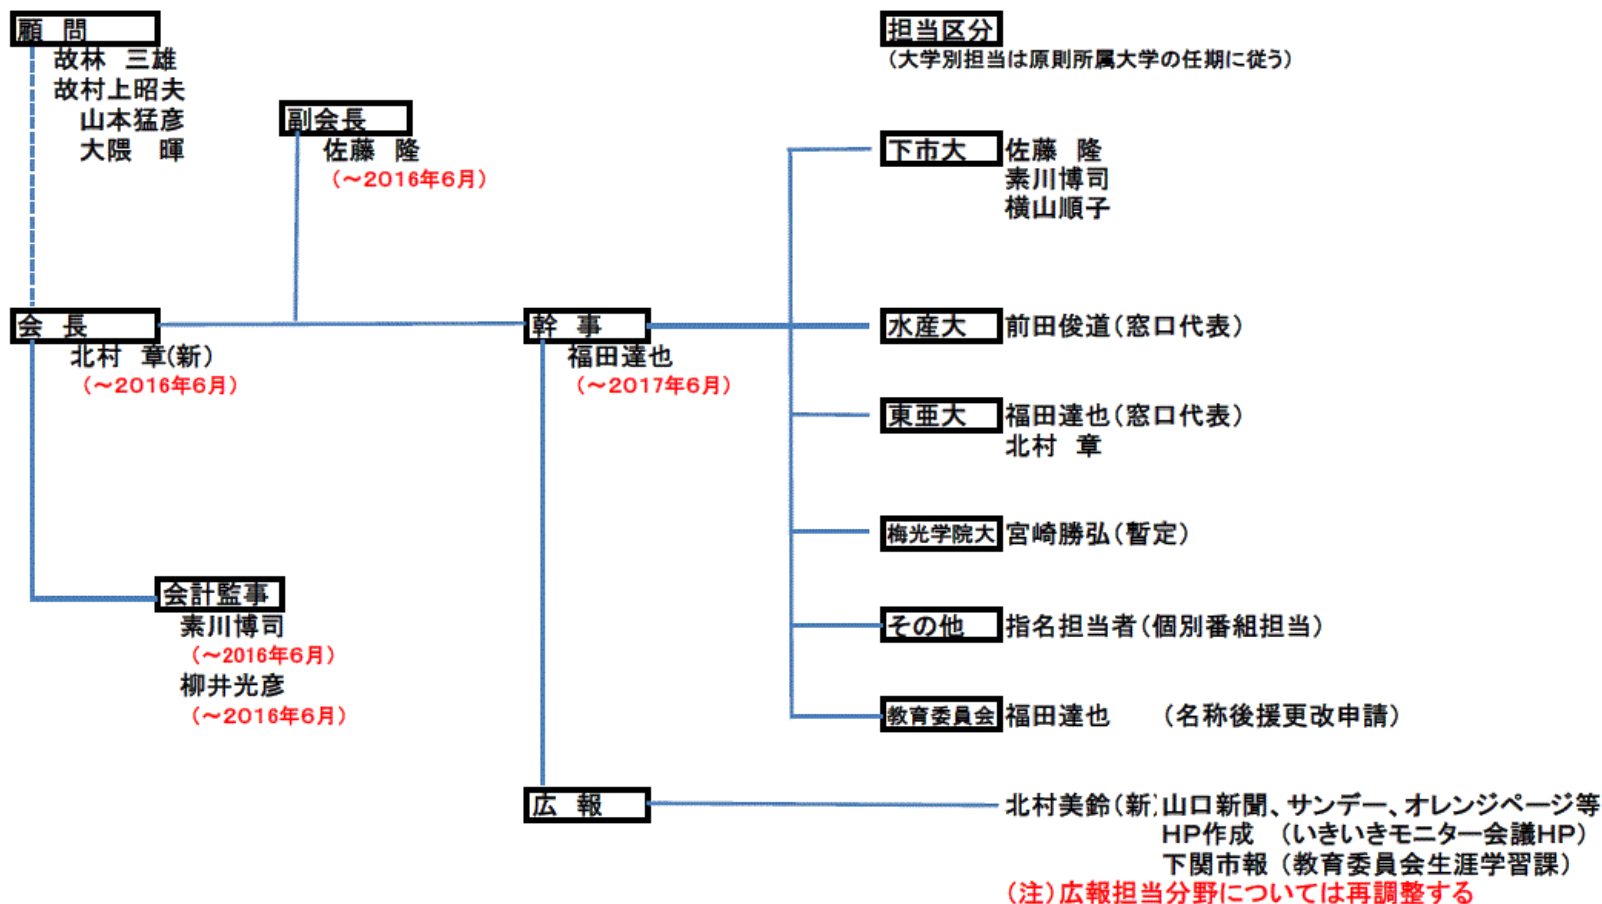 顧　問
故林　三雄
故村上昭夫
山本猛彦
大隈　暉
副会長
佐藤　隆
（～2016年6月）
会　長
北村　章(新)
（～2016年6月）
会計監事
素川博司
（～2016年6月）
柳井光彦
（～2016年6月）
幹　事
福田達也
（～2017年6月）
広　報
担当区分
（大学別担当は原則所属大学の任期に従う）
下市大 佐藤　隆
素川博司
横山順子
水産大 前田俊道（窓口代表）
東亜大 福田達也（窓口代表）
北村　章
梅光学院大 宮崎勝弘（暫定）
その他 指名担当者（個別番組担当）
教育委員会 福田達也　（名称後援更改申請）
北村美鈴（新） 山口新聞、サンデー、オレンジページ等
HP作成　（いきいきモニター会議HP）
下関市報（教育委員会生涯学習課）
（注）広報担当分野については再調整する